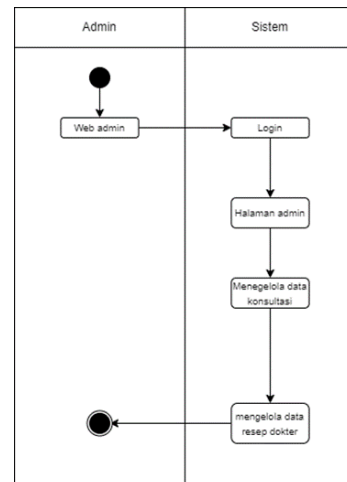 Admin
Sistem
Web admin
Login
Halaman admin
Menegelola data
konsultasi
mengelola data
resep dokter